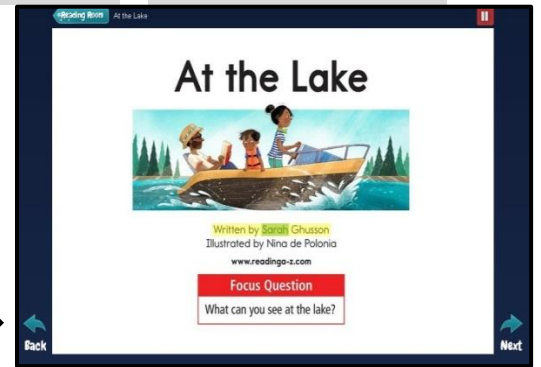 Reading Room At the Lake
At the Lake
Written by Sarah Ghusson
Illustrated by Nina de Polonia
www.readinga-z.com
Focus Question
What can you see at the lake?
Back
Next